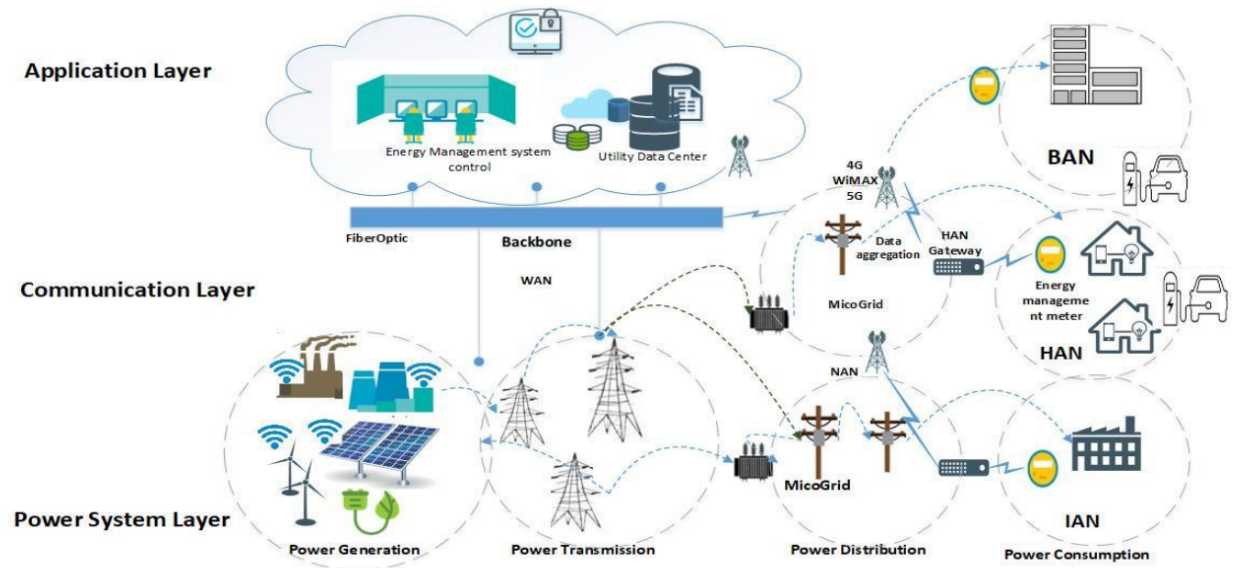 Application Layer
Energy Management system
control
Utility Data Center
BAN
4G
WiMAX
5G
FiberOptic
Backbone
HAN
Gateway
Data
aggregation
WAN
Communication Layer
MicoGrid
Energy
manageme
nt meter
HAN
NAN
MicoGrid
IAN
Power System Layer
Power Generation
Power Transmission
Power Distribution
Power Consumption